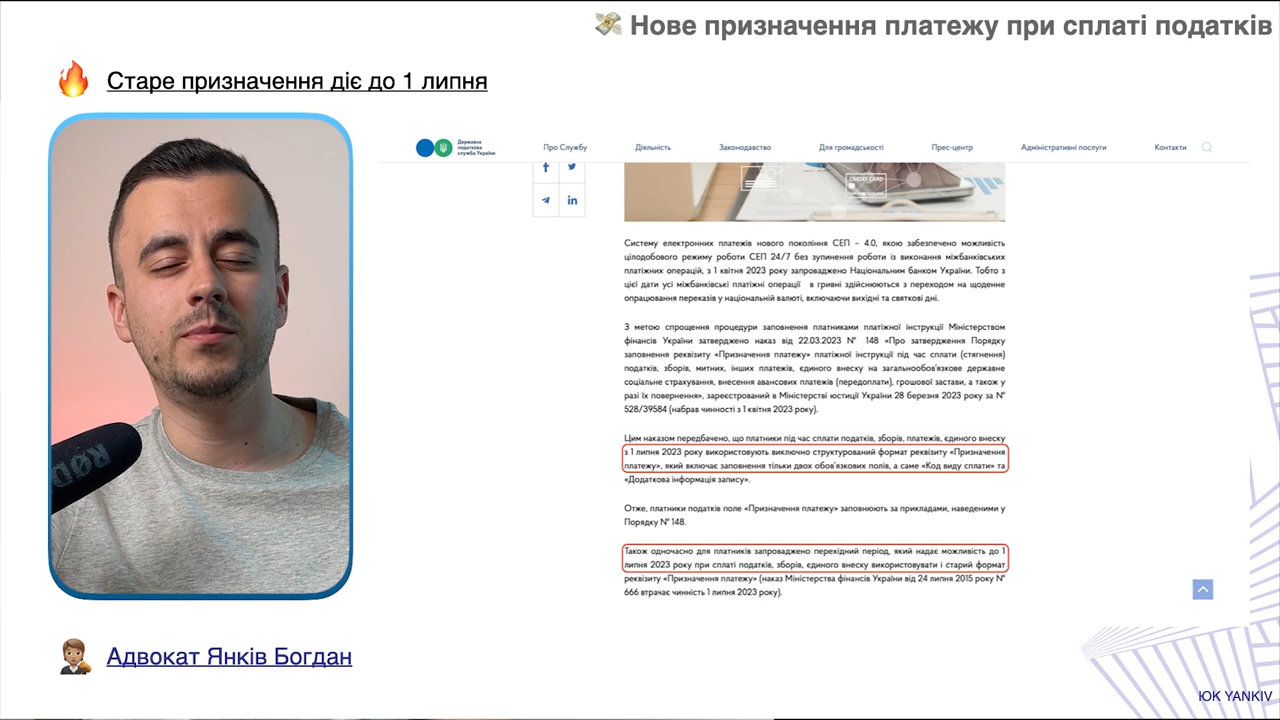 Нове призначення платежу при сплаті податків
Старе призначення діє до 1 липня
Державна
податкова
служба України
Про Службу
Діяльність
Законодавство
Для громадськості
Прес-центр
Адміністративні послуги
Контакти
CREDIT CARD
Систему електронних платежів нового покоління СЕП – 4.0, якою забезпечено можливість
цілодобового режиму роботи СЕП 24/7 без зупинення роботи із виконання міжбанківських
платіжних операцій, з 1 квітня 2023 року запроваджено Національним банком України. Тобто з
цієї дати усі міжбанківські платіжні операції в гривні здійснюються з переходом на щоденне
опрацювання переказів у національній валюті, включаючи вихідні та святкові дні.
З метою спрощення процедури заповнення платниками платіжної інструкції Міністерством
фінансів України затверджено наказ від 22.03.2023 № 148 «Про затвердження Порядку
заповнення реквізиту «Призначення платежу» платіжної інструкції під час сплати (стягнення)
податків, зборів, митних, інших платежів, єдиного внеску на загальнообов'язкове державне
соціальне страхування, внесення авансових платежів (передоплати), грошової застави, а також у
разі їх повернення», зареєстрований в Міністерстві юстиції України 28 березня 2023 року за №
528/39584 (набрав чинності з 1 квітня 2023 року).
Цим наказом передбачено, що платники під час сплати податків, зборів, платежів, єдиного внеску
з 1 липня 2023 року використовують виключно структурований формат реквізиту «Призначення
платежу», який включає заповнення тільки двох обов'язкових полів, а саме «Код виду сплати» та
«Додаткова інформація запису».
Отже, платники податків поле «Призначення платежу» заповнюють за прикладами, наведеними у
Порядку № 148.
Також одночасно для платників запроваджено перехідний період, який надає можливість до 1
липня 2023 року при сплаті податків, зборів, єдиного внеску використовувати і старий формат
реквізиту «Призначення платежу» (наказ Міністерства фінансів України від 24 липня 2015 року №
666 втрачає чинність 1 липня 2023 року).
Адвокат Янків Богдан
ЮК YANKIV